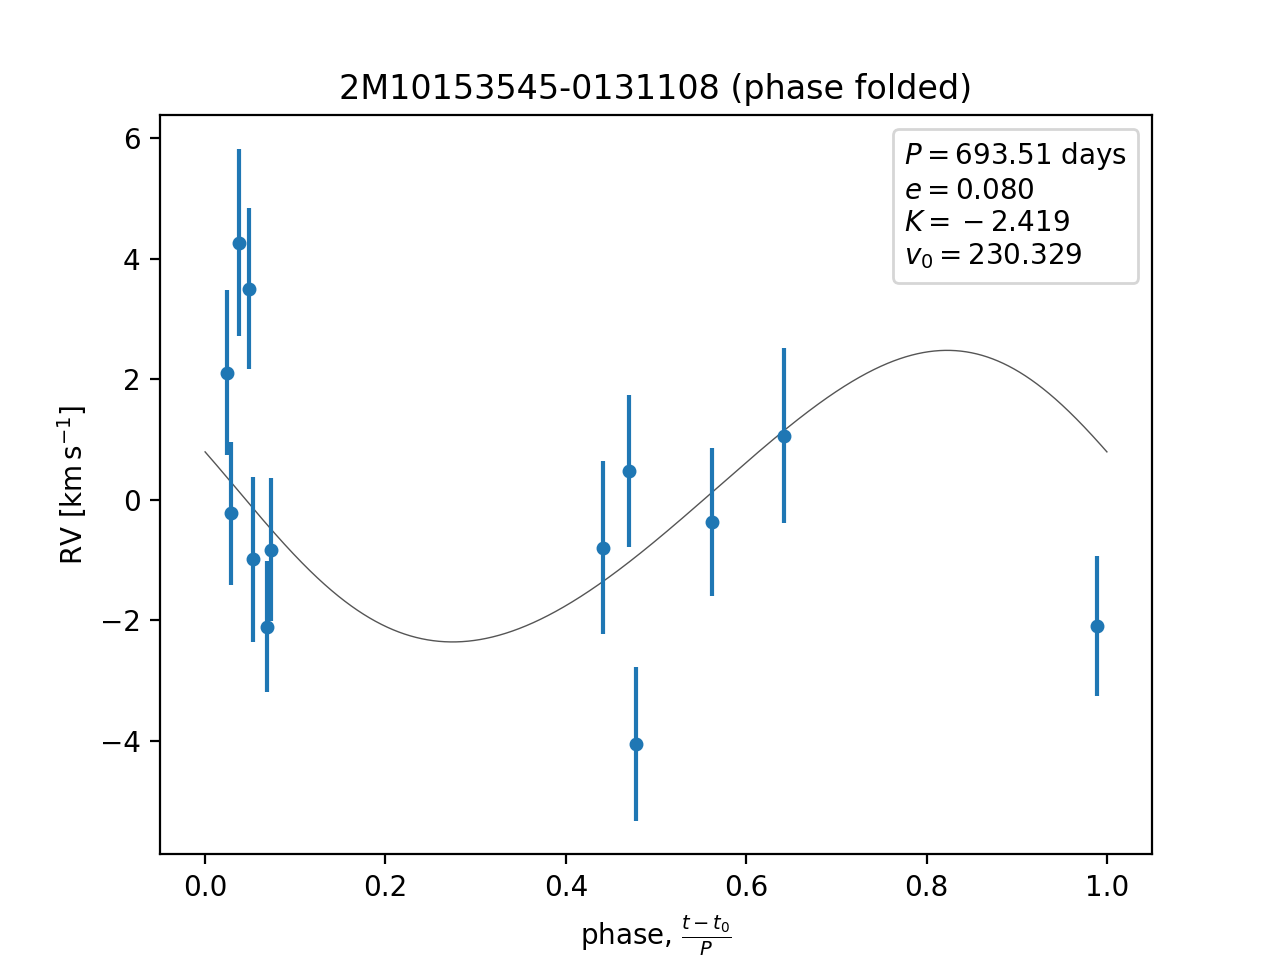 2M10153545-0131108 (phase folded)
P = 693.51 days
e = 0.080
K = −2.419
v₀ = 230.329
6
4
2
0
−2
−4
RV [km s⁻¹]
0.0 0.2 0.4 0.6 0.8 1.0
phase, (t − t₀)/P